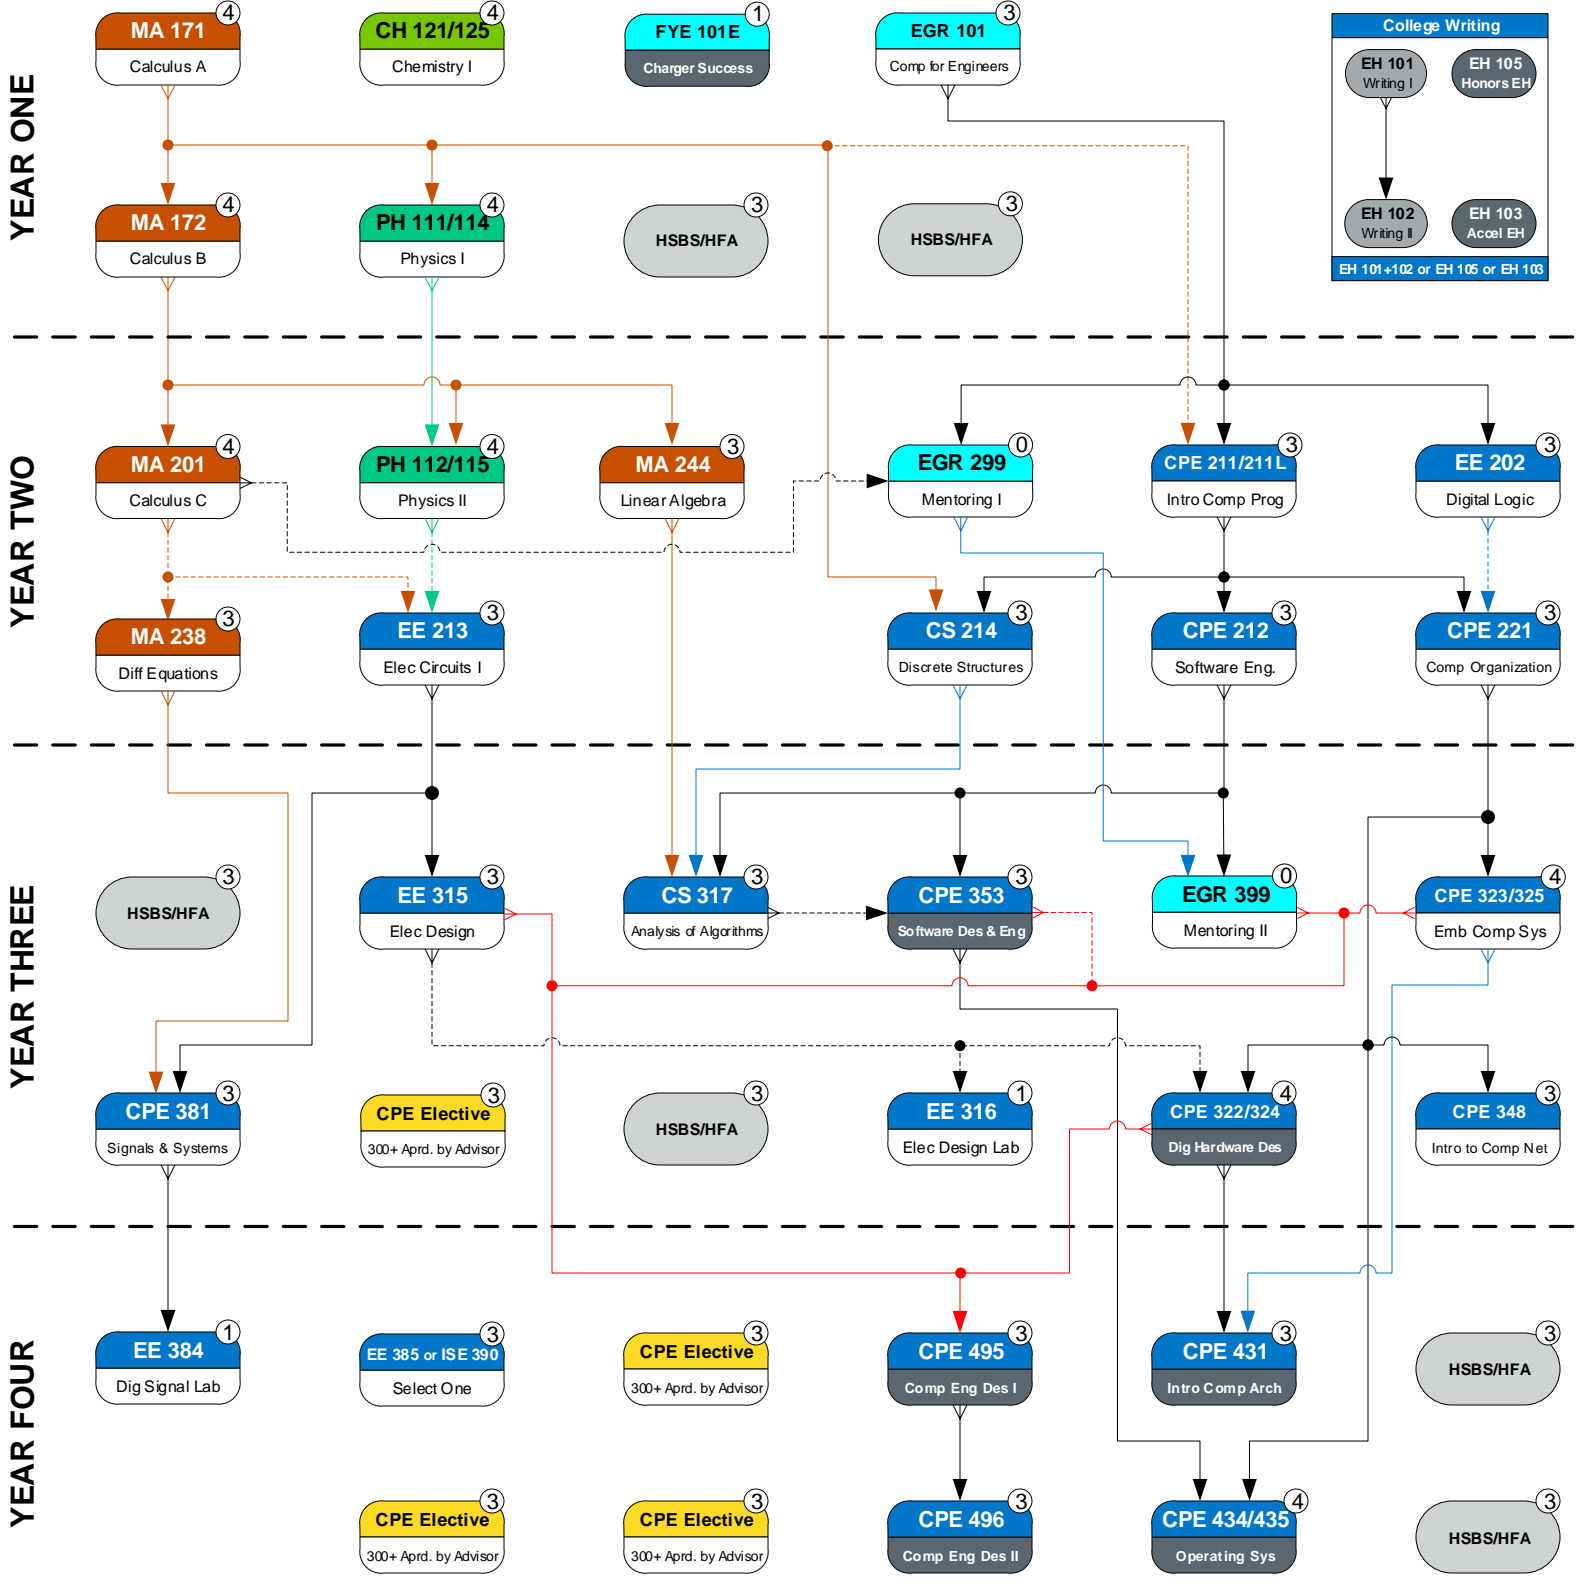 YEAR ONE
MA 171
4
Calculus A
CH 121/125
4
Chemistry I
FYE 101E
1
Charger Success
EGR 101
3
Comp for Engineers
College Writing
EH 101
Writing I
EH 105
Honors EH
EH 102
Writing II
EH 103
Accel EH
EH 101+102 or EH 105 or EH 103
MA 172
4
Calculus B
PH 111/114
4
Physics I
HSBS/HFA
3
HSBS/HFA
3
YEAR TWO
MA 201
4
Calculus C
PH 112/115
4
Physics II
MA 244
3
Linear Algebra
EGR 299
0
Mentoring I
CPE 211/211L
3
Intro Comp Prog
EE 202
3
Digital Logic
MA 238
3
Diff Equations
EE 213
3
Elec Circuits I
CS 214
3
Discrete Structures
CPE 212
3
Software Eng.
CPE 221
3
Comp Organization
YEAR THREE
HSBS/HFA
3
EE 315
3
Elec Design
CS 317
3
Analysis of Algorithms
CPE 353
3
Software Des & Eng
EGR 399
0
Mentoring II
CPE 323/325
4
Emb Comp Sys
CPE 381
3
Signals & Systems
CPE Elective
3
300+ Aprd. by Advisor
HSBS/HFA
3
EE 316
1
Elec Design Lab
CPE 322/324
4
Dig Hardware Des
CPE 348
3
Intro to Comp Net
YEAR FOUR
EE 384
1
Dig Signal Lab
EE 385 or ISE 390
3
Select One
CPE Elective
3
300+ Aprd. by Advisor
CPE 495
3
Comp Eng Des I
CPE 431
3
Intro Comp Arch
HSBS/HFA
3
CPE Elective
3
300+ Aprd. by Advisor
CPE Elective
3
300+ Aprd. by Advisor
CPE 496
3
Comp Eng Des II
CPE 434/435
4
Operating Sys
HSBS/HFA
3